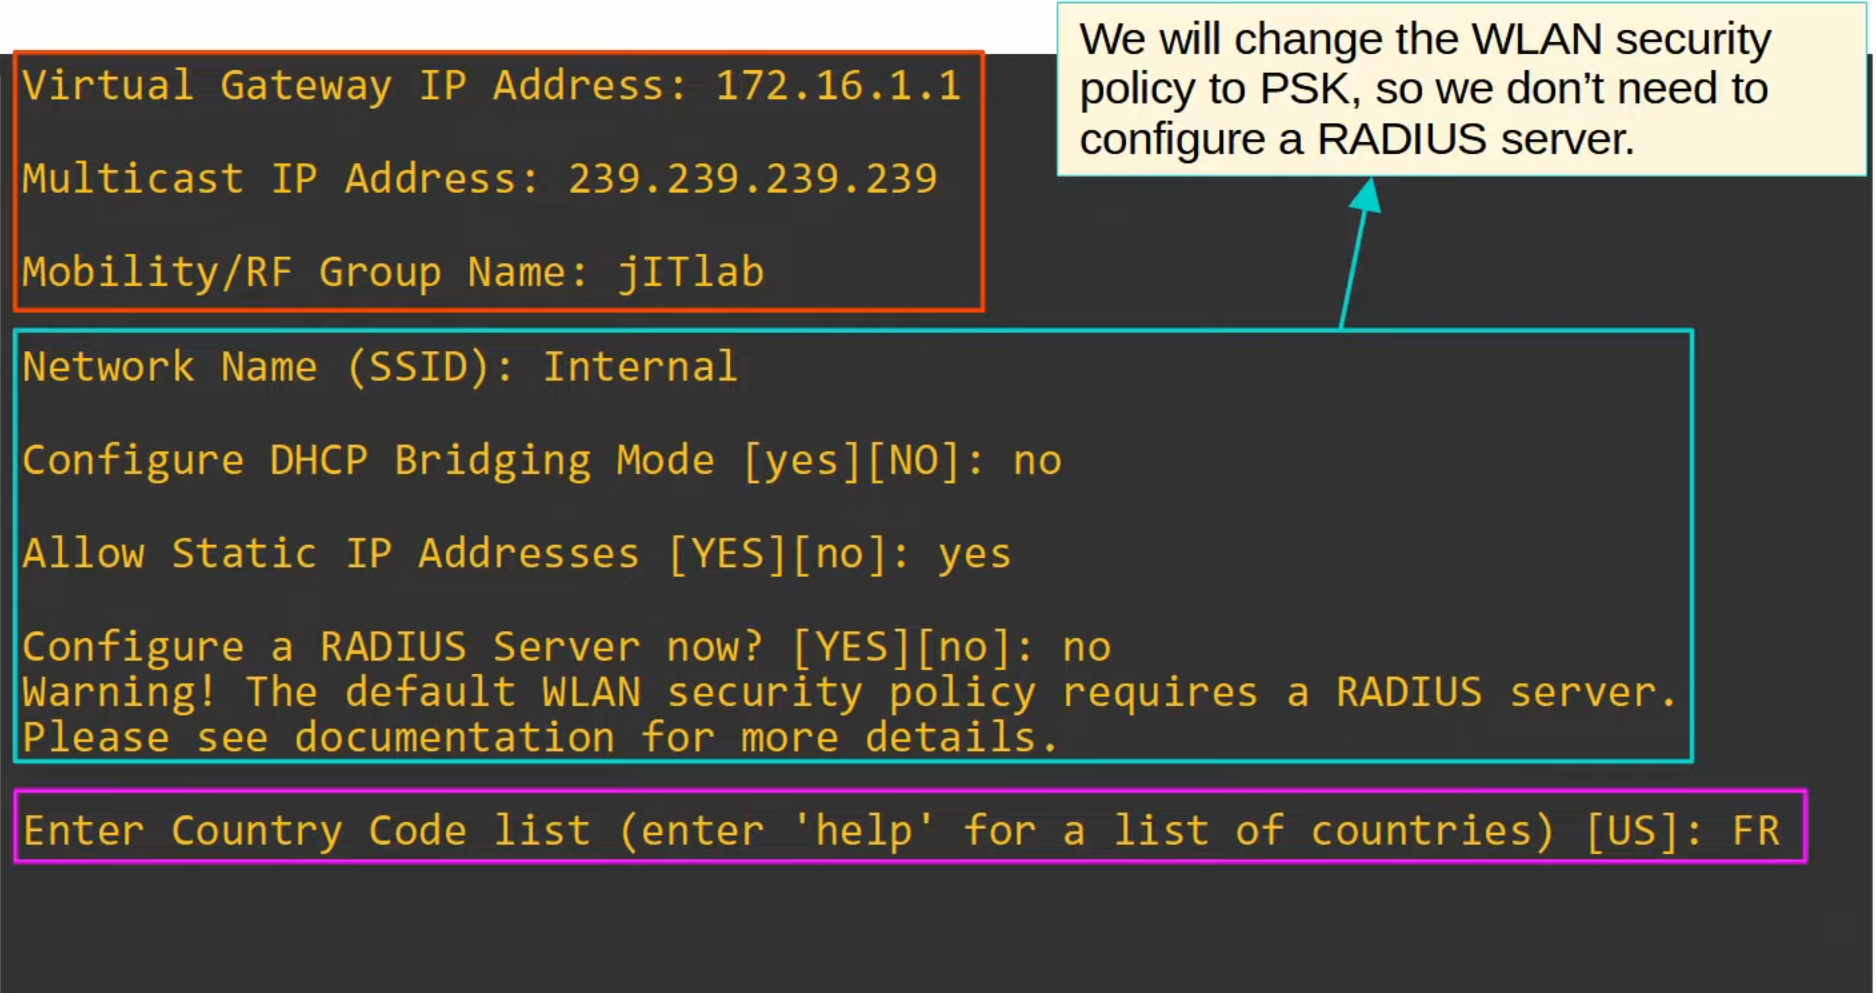 We will change the WLAN security
policy to PSK, so we don’t need to
configure a RADIUS server.
Virtual Gateway IP Address: 172.16.1.1
Multicast IP Address: 239.239.239.239
Mobility/RF Group Name: jITlab
Network Name (SSID): Internal
Configure DHCP Bridging Mode [yes][NO]: no
Allow Static IP Addresses [YES][no]: yes
Configure a RADIUS Server now? [YES][no]: no
Warning! The default WLAN security policy requires a RADIUS server.
Please see documentation for more details.
Enter Country Code list (enter 'help' for a list of countries) [US]: FR